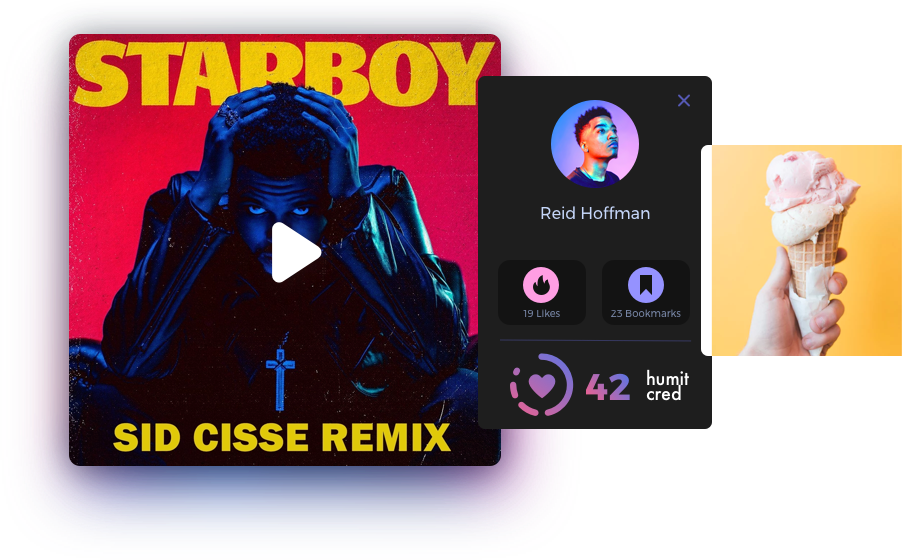 STARBOY
SID CISSE REMIX
Reid Hoffman
19 Likes
23 Bookmarks
42
humit
cred